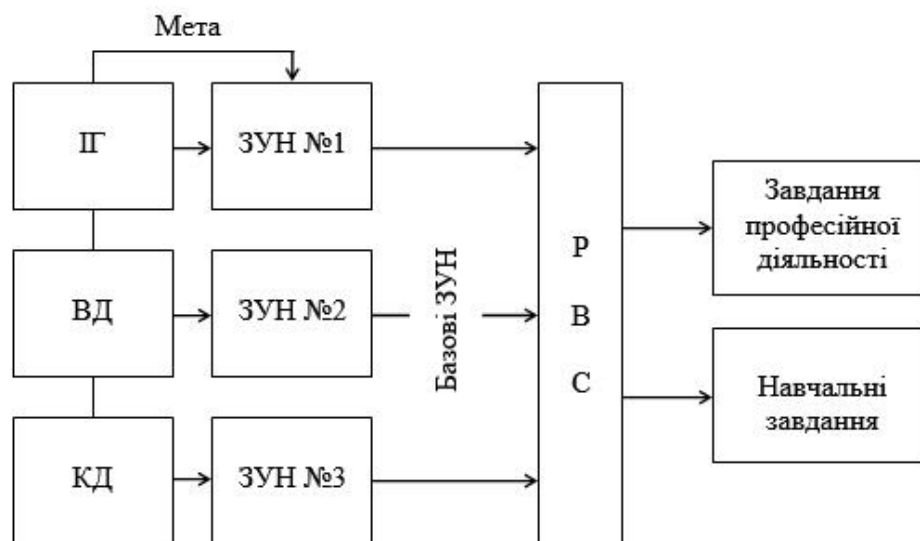 Мета
ІГ
ЗУН №1
ВД
ЗУН №2
КД
ЗУН №3
Базові ЗУН
Р
В
С
Завдання
професійної
діяльності
Навчальні
завдання